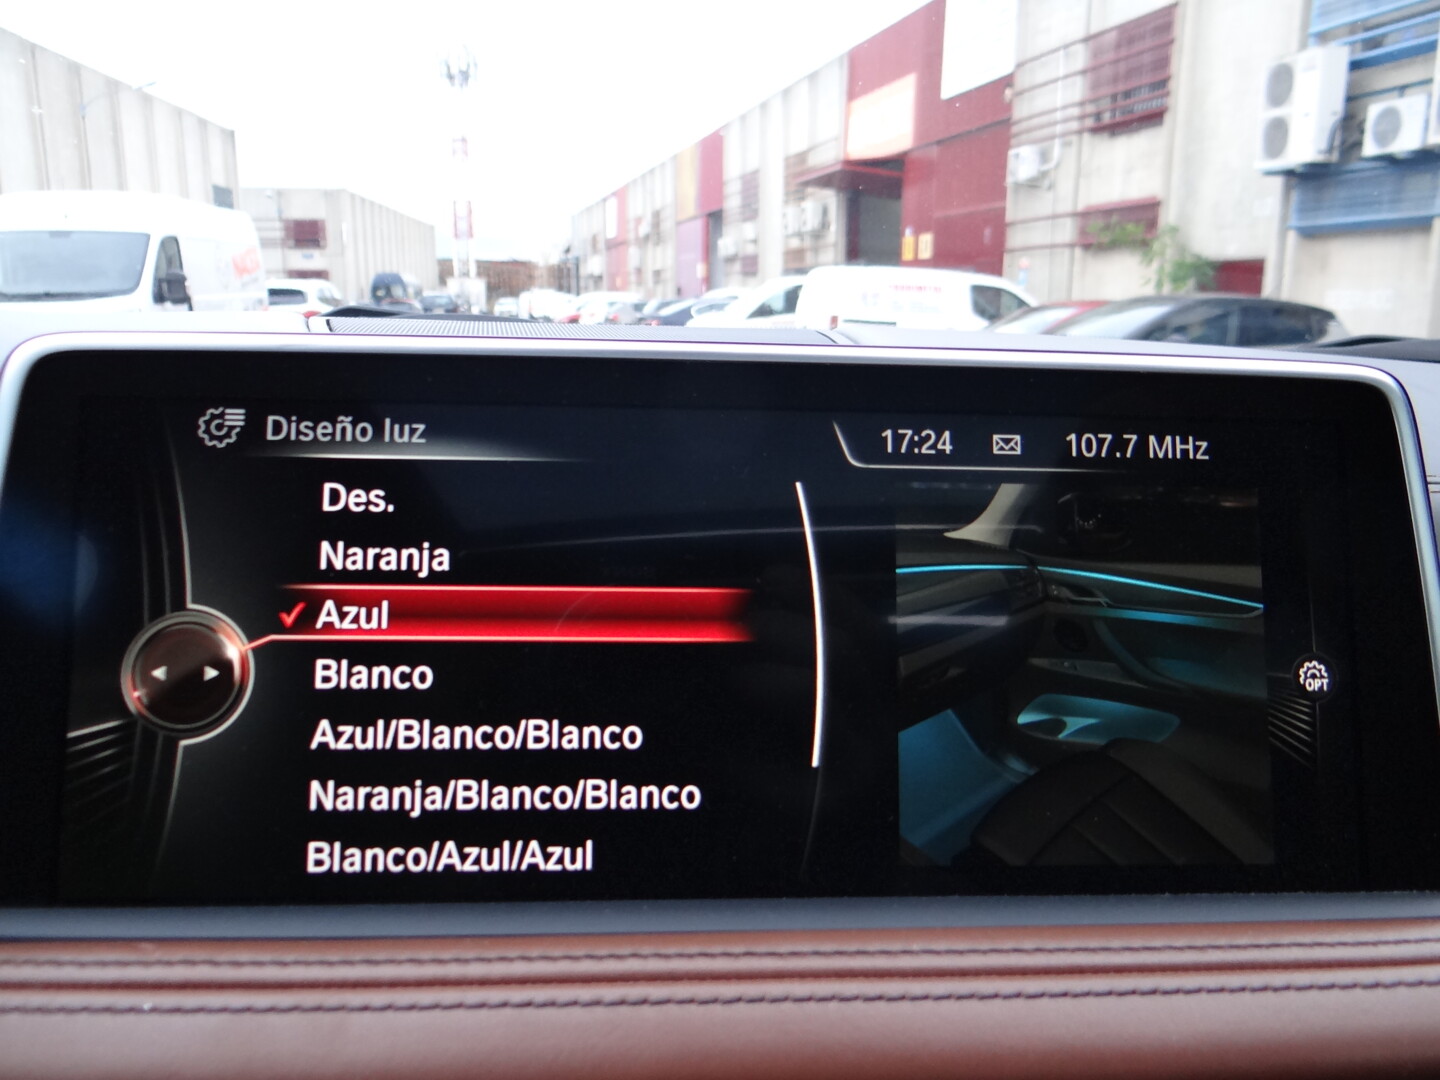 Diseño luz
17:24 107.7 MHz
Des.
Naranja
Azul
Blanco
Azul/Blanco/Blanco
Naranja/Blanco/Blanco
Blanco/Azul/Azul
OPT